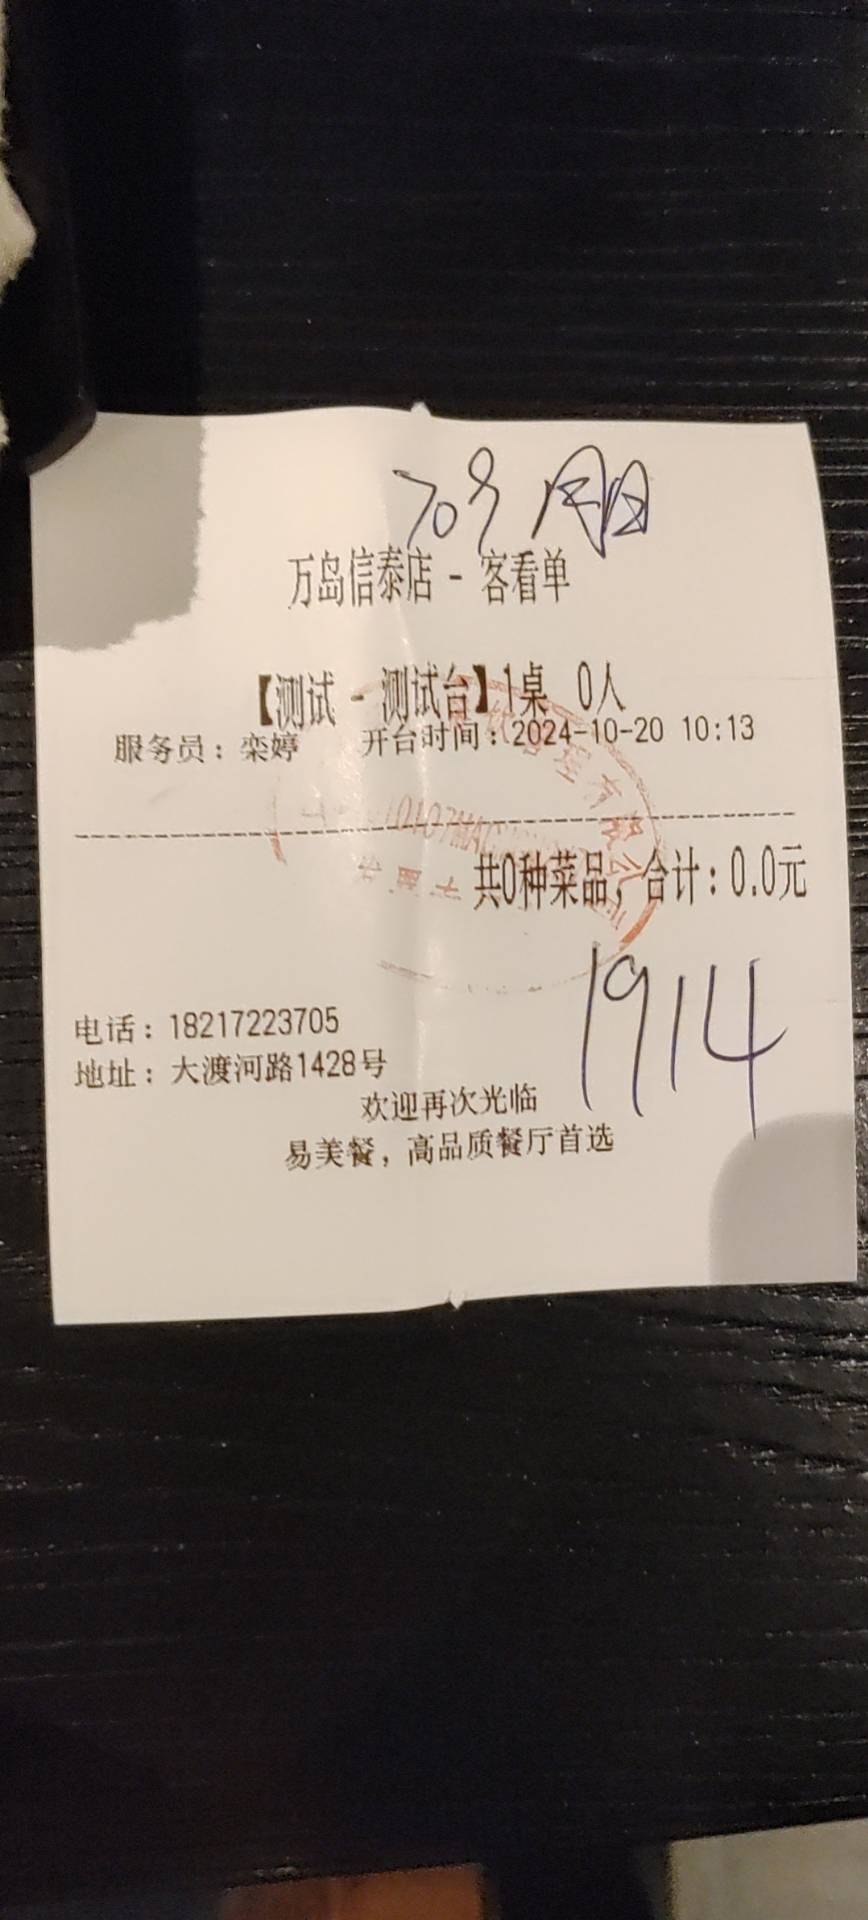 709
万岛信泰店 - 客看单
【测试 - 测试台】1桌 0人
服务员：栾婷 开台时间：2024-10-20 10:13
共0种菜品，合计：0.0元
1914
电话：18217223705
地址：大渡河路1428号
欢迎再次光临
易美餐，高品质餐厅首选